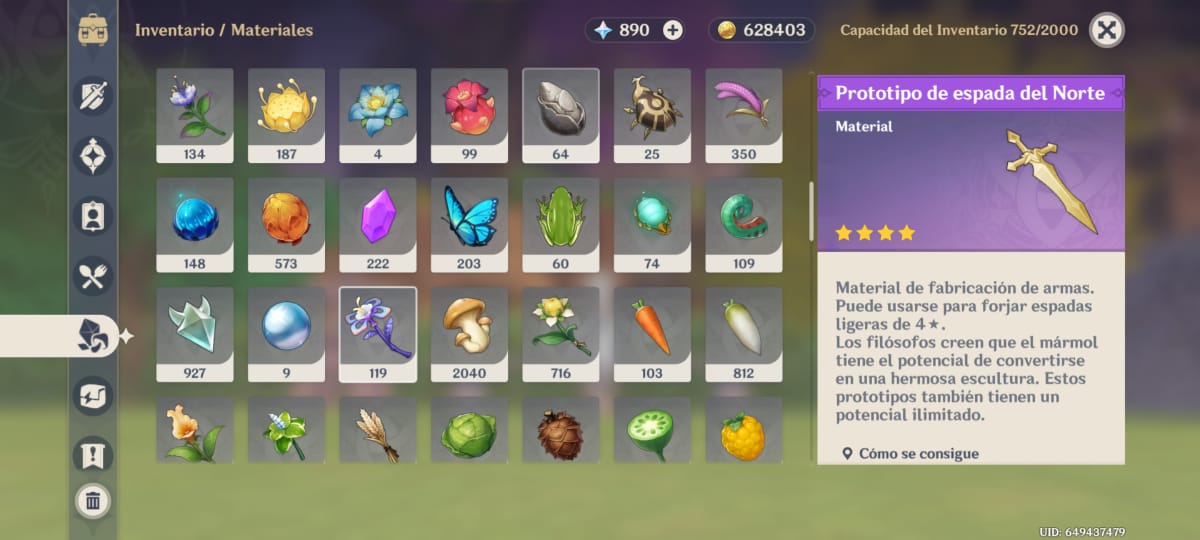 Inventario / Materiales
890
628403
Capacidad del Inventario 752/2000
134
187
4
99
64
25
350
148
573
222
203
60
74
109
927
9
119
2040
716
103
812
Prototipo de espada del Norte
Material
Material de fabricación de armas.
Puede usarse para forjar espadas
ligeras de 4★.
Los filósofos creen que el mármol
tiene el potencial de convertirse
en una hermosa escultura. Estos
prototipos también tienen un
potencial ilimitado.
Cómo se consigue
UID: 649437479